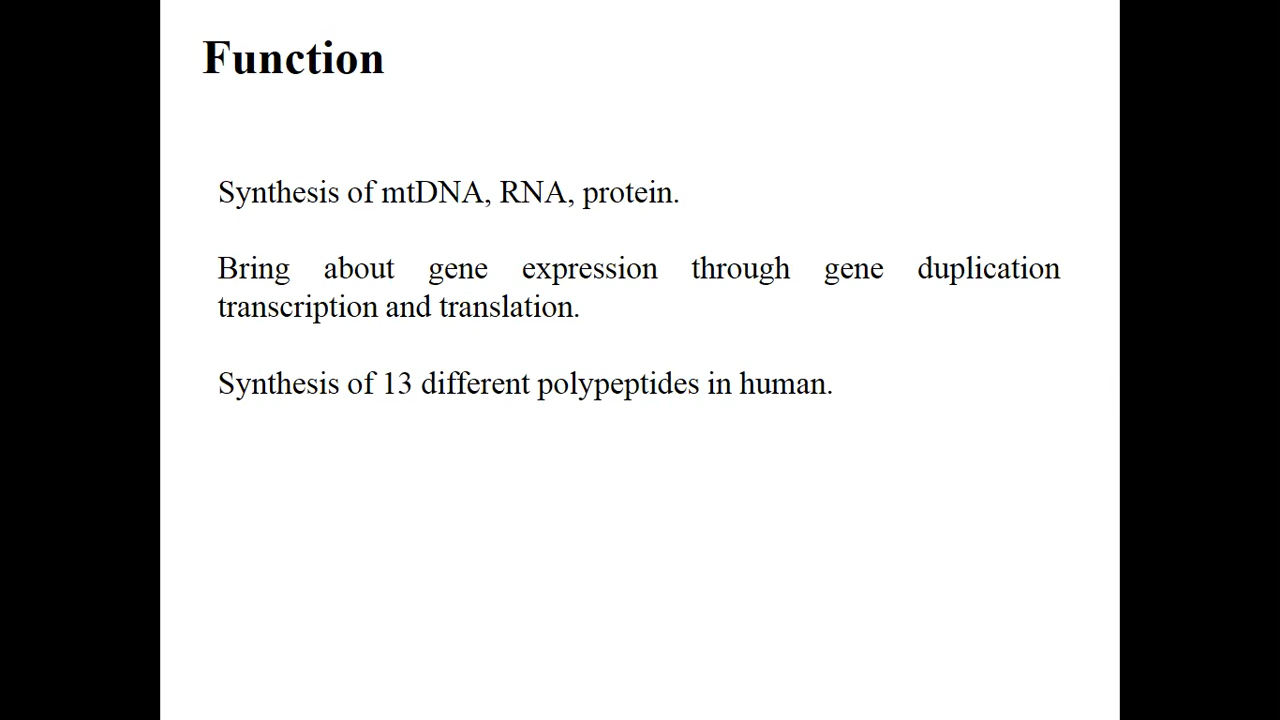 Function
Synthesis of mtDNA, RNA, protein.
Bring about gene expression through gene duplication
transcription and translation.
Synthesis of 13 different polypeptides in human.